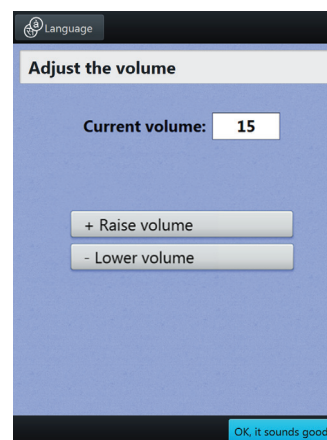 Language
Adjust the volume
Current volume: 15
+ Raise volume
- Lower volume
OK, it sounds good